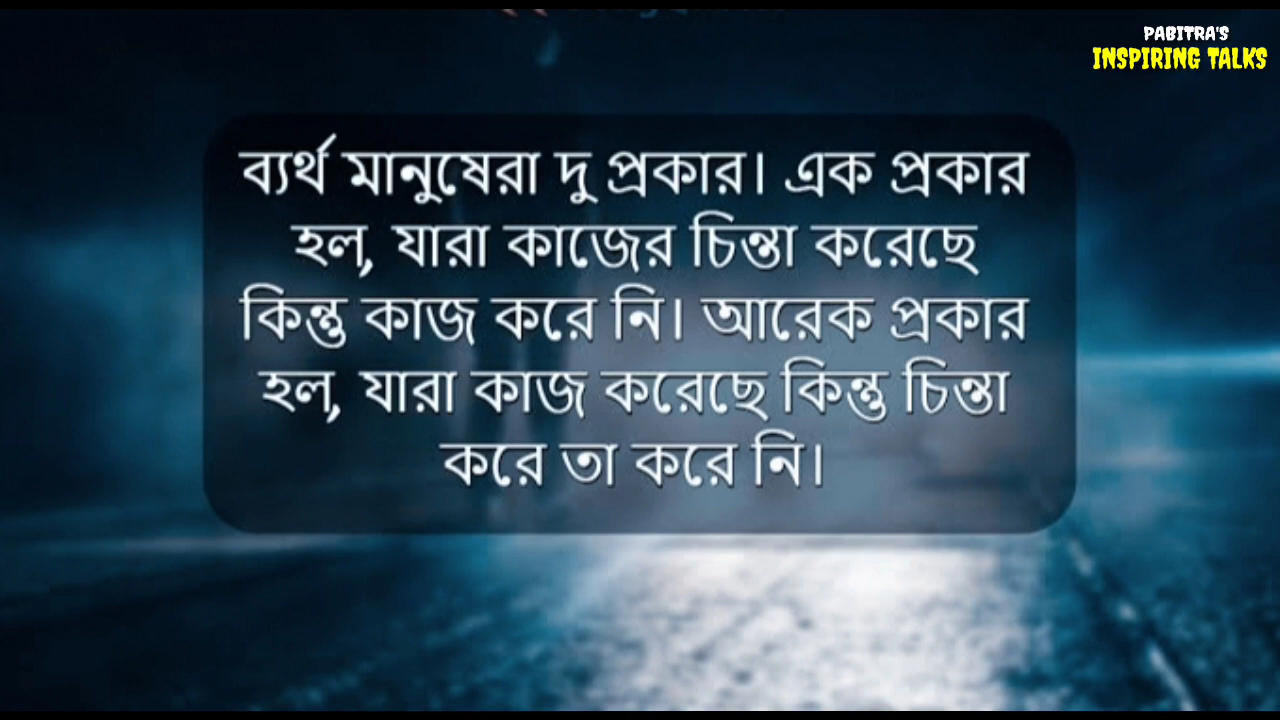 PABITRA'S
INSPIRING TALKS
ব্যর্থ মানুষেরা দু প্রকার। এক প্রকার
হল, যারা কাজের চিন্তা করেছে
কিন্তু কাজ করে নি। আরেক প্রকার
হল, যারা কাজ করেছে কিন্তু চিন্তা
করে তা করে নি।